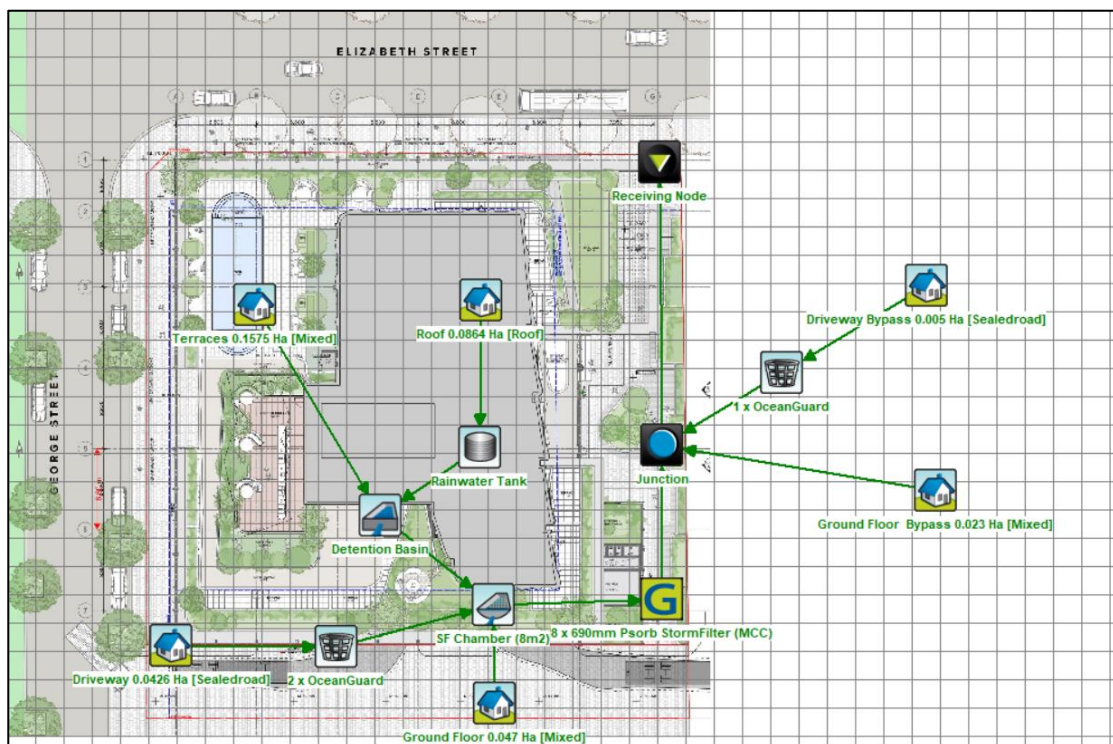 ELIZABETH STREET
Receiving Node
Driveway Bypass 0.005 Ha [Sealedroad]
Terraces 0.1575 Ha [Mixed]
Roof 0.0864 Ha [Roof]
GEORGE STREET
1 x OceanGuard
Rainwater Tank
Junction
Ground Floor Bypass 0.023 Ha [Mixed]
Detention Basin
G
SF Chamber (8m2)
8 x 690mm Psorb StormFilter (MCC)
Driveway 0.0426 Ha [Sealedroad]
2 x OceanGuard
Ground Floor 0.047 Ha [Mixed]